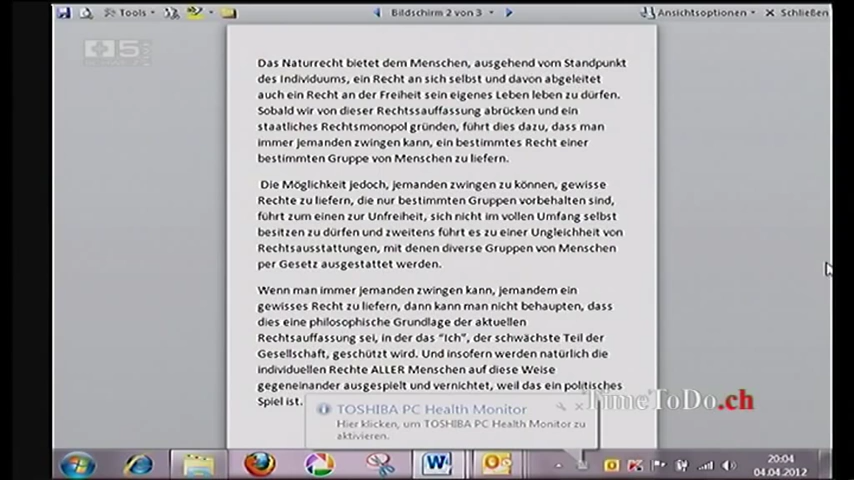 Tools
Bildschirm 2 von 3
Ansichtsoptionen
Schließen
5
Das Naturrecht bietet dem Menschen, ausgehend vom Standpunkt
des Individuums, ein Recht an sich selbst und davon abgeleitet
auch ein Recht an der Freiheit sein eigenes Leben leben zu dürfen.
Sobald wir von dieser Rechtssauffassung abrücken und ein
staatliches Rechtsmonopol gründen, führt dies dazu, dass man
immer jemanden zwingen kann, ein bestimmtes Recht einer
bestimmten Gruppe von Menschen zu liefern.
Die Möglichkeit jedoch, jemanden zwingen zu können, gewisse
Rechte zu liefern, die nur bestimmten Gruppen vorbehalten sind,
führt zum einen zur Unfreiheit, sich nicht im vollen Umfang selbst
besitzen zu dürfen und zweitens führt es zu einer Ungleichheit von
Rechtsausstattungen, mit denen diverse Gruppen von Menschen
per Gesetz ausgestattet werden.
Wenn man immer jemanden zwingen kann, jemandem ein
gewisses Recht zu liefern, dann kann man nicht behaupten, dass
dies eine philosophische Grundlage der aktuellen
Rechtsauffassung sei, in der das "Ich", der schwächste Teil der
Gesellschaft, geschützt wird. Und insofern werden natürlich die
individuellen Rechte ALLER Menschen auf diese Weise
gegeneinander ausgespielt und vernichtet, weil das ein politisches
Spiel ist.
TimeToDo.ch
TOSHIBA PC Health Monitor
Hier klicken, um TOSHIBA PC Health Monitor zu
aktivieren.
20:04
04.04.2012